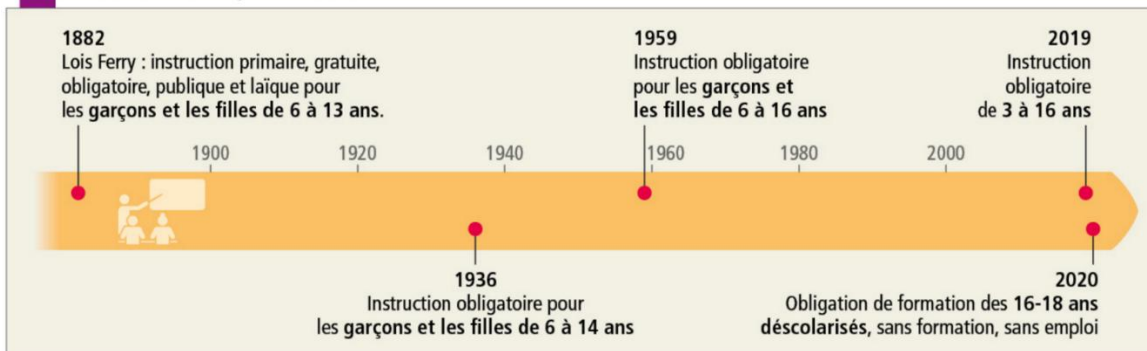 1882
Lois Ferry : instruction primaire, gratuite,
obligatoire, publique et laïque pour
les garçons et les filles de 6 à 13 ans.
1959
Instruction obligatoire
pour les garçons et
les filles de 6 à 16 ans
2019
Instruction
obligatoire
de 3 à 16 ans
1900
1920
1940
1960
1980
2000
1936
Instruction obligatoire pour
les garçons et les filles de 6 à 14 ans
2020
Obligation de formation des 16-18 ans
déscolarisés, sans formation, sans emploi